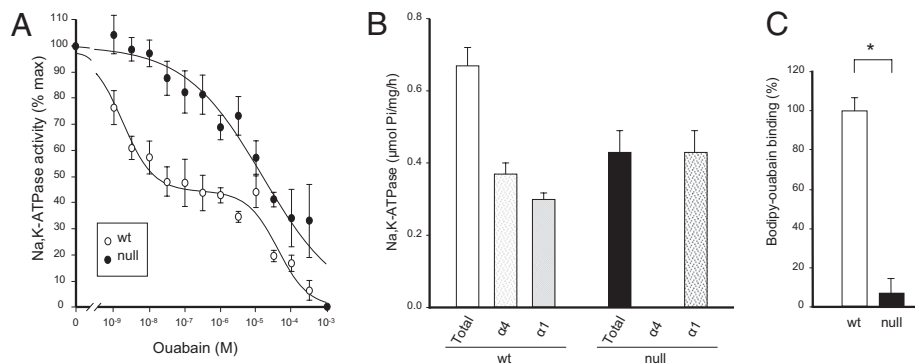 A
Na,K-ATPase activity (% max)
110
100
90
80
70
60
50
40
30
20
10
0
wt
null
0
10⁻⁹
10⁻⁸
10⁻⁷
10⁻⁶
10⁻⁵
10⁻⁴
10⁻³
Ouabain (M)
B
Na,K-ATPase (µmol Pi/mg/h)
0.8
0.6
0.4
0.2
0.0
Total
α4
α1
Total
α4
α1
wt
null
C
Bodipy-ouabain binding (%)
120
100
80
60
40
20
0
*
wt
null